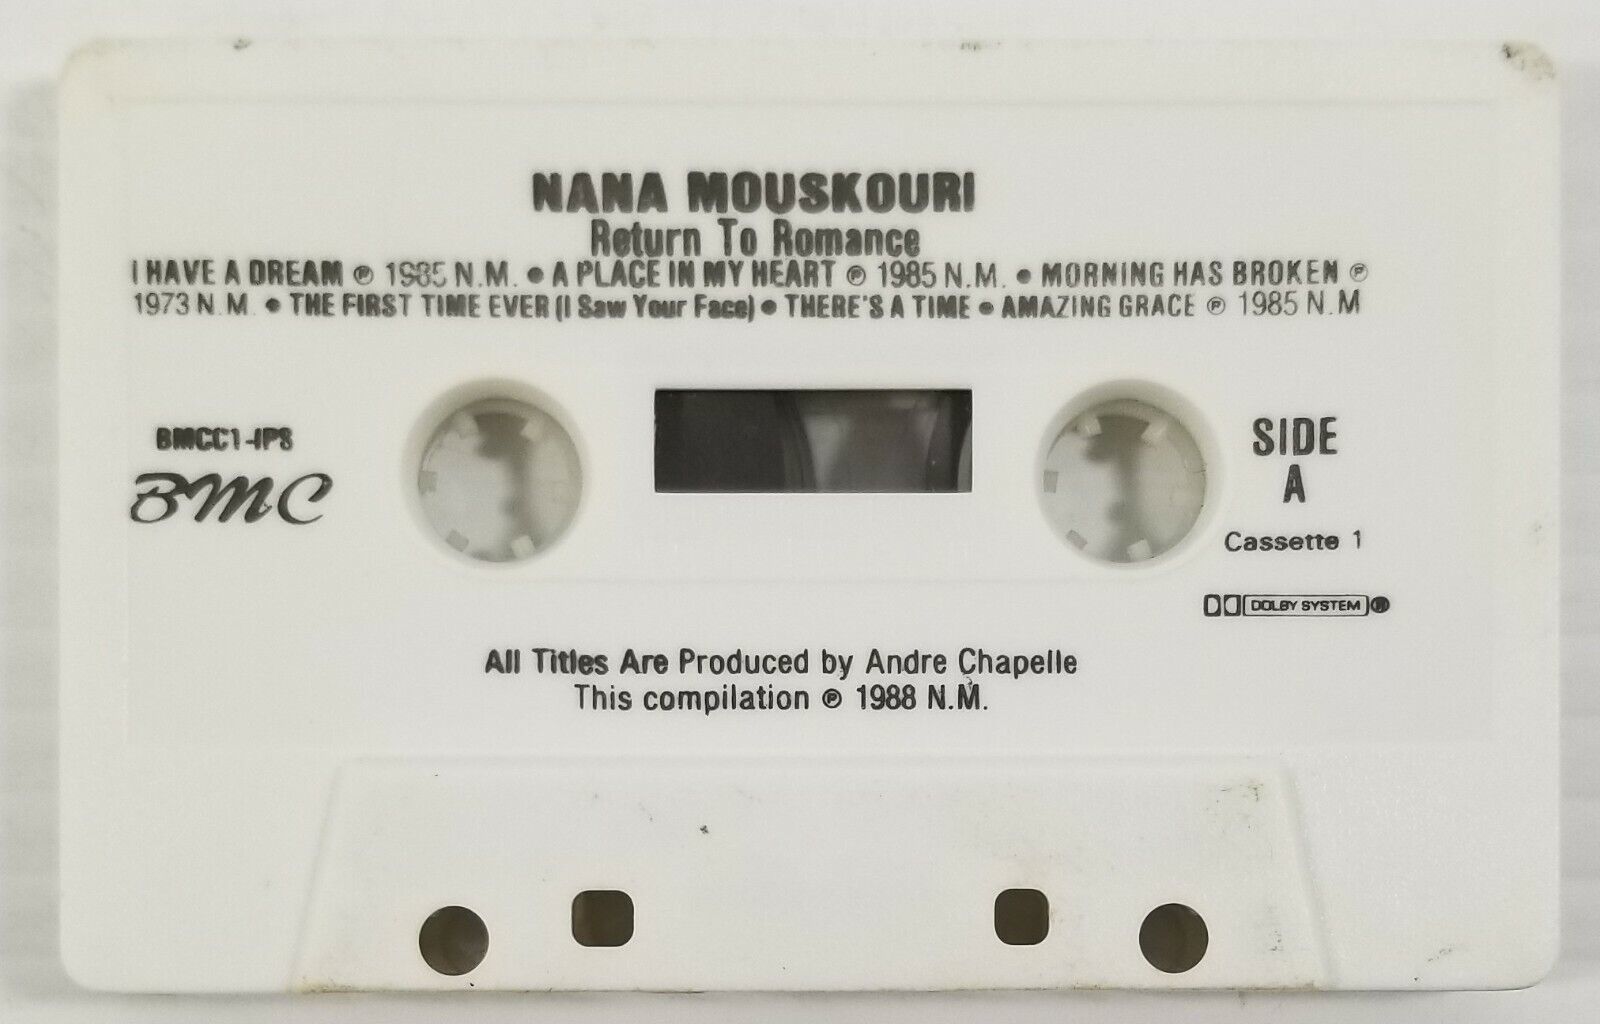 NANA MOUSKOURI
Return To Romance
I HAVE A DREAM ℗ 1985 N.M. • A PLACE IN MY HEART ℗ 1985 N.M. • MORNING HAS BROKEN ℗
1973 N.M. • THE FIRST TIME EVER (I Saw Your Face) • THERE'S A TIME • AMAZING GRACE ℗ 1985 N.M
BMCC1-IPS
BMC
SIDE
A
Cassette 1
DOLBY SYSTEM
All Titles Are Produced by Andre Chapelle
This compilation ℗ 1988 N.M.